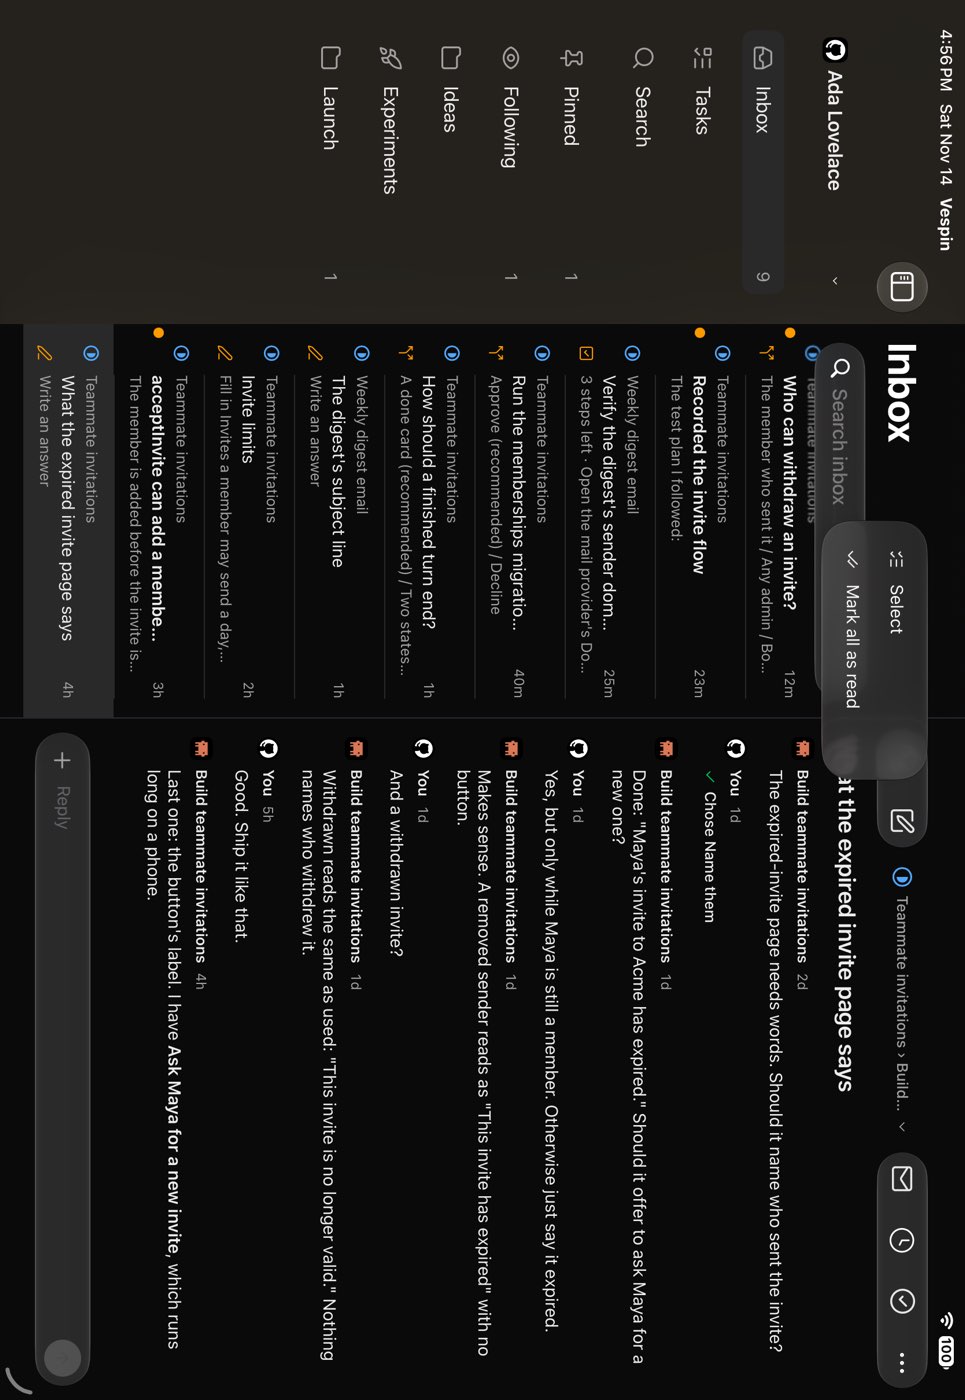 4:56 PM Sat Nov 14 Vespin
100
Ada Lovelace
Inbox 9
Tasks
Search
Pinned 1
Following 1
Ideas
Experiments
Launch 1
Inbox
Select
Mark all as read
Search inbox
Teammate invitations
Who can withdraw an invite? 12m
The member who sent it / Any admin / Bo...
Teammate invitations
Recorded the invite flow 23m
The test plan I followed:
Weekly digest email
Verify the digest's sender dom... 25m
3 steps left · Open the mail provider's Do...
Teammate invitations
Run the memberships migratio... 40m
Approve (recommended) / Decline
Teammate invitations
How should a finished turn end? 1h
A done card (recommended) / Two states...
Weekly digest email
The digest's subject line 1h
Write an answer
Teammate invitations
Invite limits 2h
Fill in Invites a member may send a day,...
Teammate invitations
acceptInvite can add a membe... 3h
The member is added before the invite is...
Teammate invitations
What the expired invite page says 4h
Write an answer
Teammate invitations › Build...
at the expired invite page says
Build teammate invitations 2d
The expired-invite page needs words. Should it name who sent the invite?
You 1d
Chose Name them
Build teammate invitations 1d
Done: "Maya's invite to Acme has expired." Should it offer to ask Maya for a
new one?
You 1d
Yes, but only while Maya is still a member. Otherwise just say it expired.
Build teammate invitations 1d
Makes sense. A removed sender reads as "This invite has expired" with no
button.
You 1d
And a withdrawn invite?
Build teammate invitations 1d
Withdrawn reads the same as used: "This invite is no longer valid." Nothing
names who withdrew it.
You 5h
Good. Ship it like that.
Build teammate invitations 4h
Last one: the button's label. I have Ask Maya for a new invite, which runs
long on a phone.
Reply